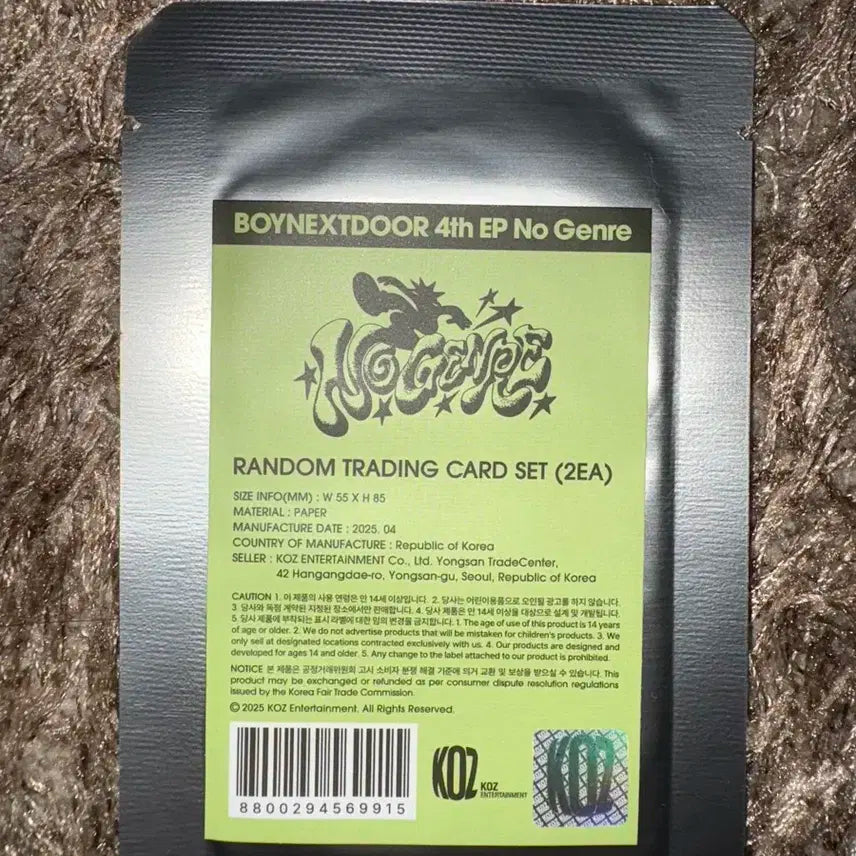 BOYNEXTDOOR 4th EP No Genre
NO GENRE
RANDOM TRADING CARD SET (2EA)
SIZE INFO(MM) : W 55 X H 85
MATERIAL : PAPER
MANUFACTURE DATE : 2025. 04
COUNTRY OF MANUFACTURE : Republic of Korea
SELLER : KOZ ENTERTAINMENT Co., Ltd. Yongsan TradeCenter,
42 Hangangdae-ro, Yongsan-gu, Seoul, Republic of Korea
CAUTION 1. 이 제품의 사용 연령은 만 14세 이상입니다. 2. 당사는 어린이용품으로 오인될 광고를 하지 않습니다.
3. 당사와 독점 계약된 지정된 장소에서만 판매합니다. 4. 당사 제품은 만 14세 이상을 대상으로 설계 및 개발됩니다.
5. 당사 제품에 부착되는 표시 라벨에 대한 임의 변경을 금지합니다. 1. The age of use of this product is 14 years
of age or older. 2. We do not advertise products that will be mistaken for children's products. 3. We
only sell at designated locations contracted exclusively with us. 4. Our products are designed and
developed for ages 14 and older. 5. Any change to the label attached to our product is prohibited.
NOTICE 본 제품은 공정거래위원회 고시 소비자 분쟁 해결 기준에 의거 교환 및 보상을 받으실 수 있습니다. This
product may be exchanged or refunded as per consumer dispute resolution regulations
issued by the Korea Fair Trade Commission.
© 2025 KOZ Entertainment. All Rights Reserved.
8800294569915
KOZ
KOZ
ENTERTAINMENT
KOZ